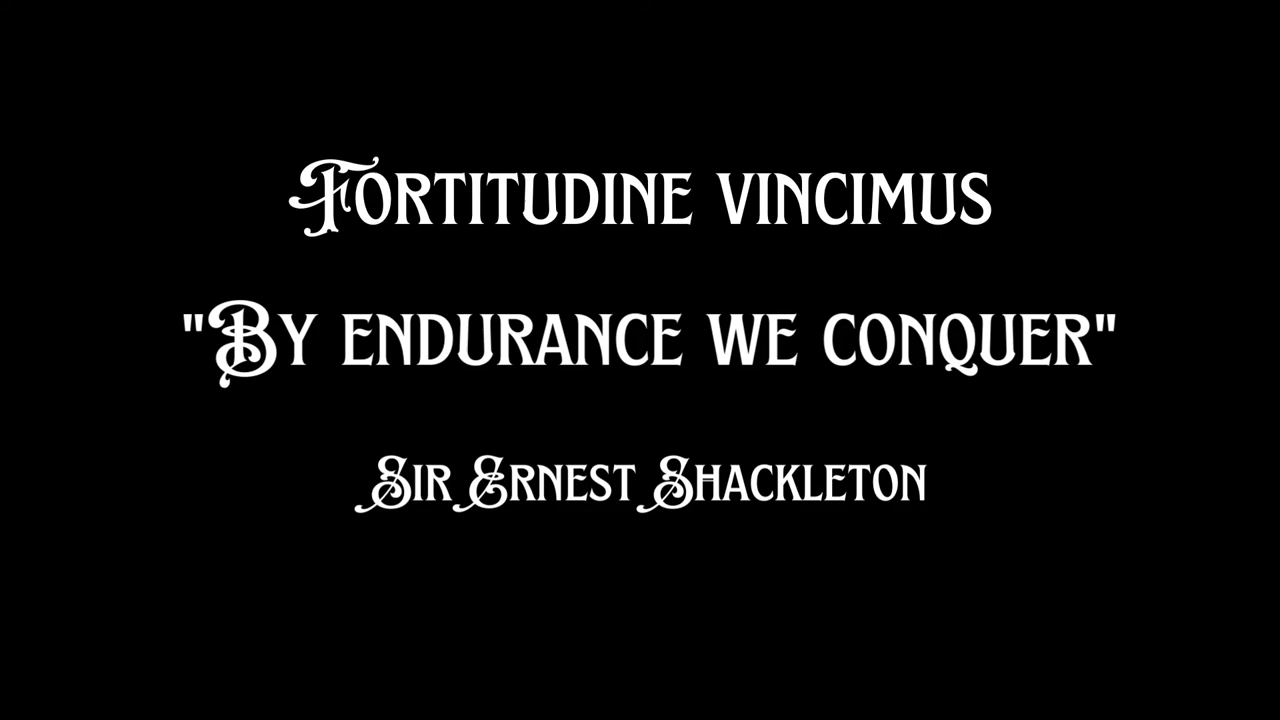 Fortitudine vincimus
"By endurance we conquer"
Sir Ernest Shackleton